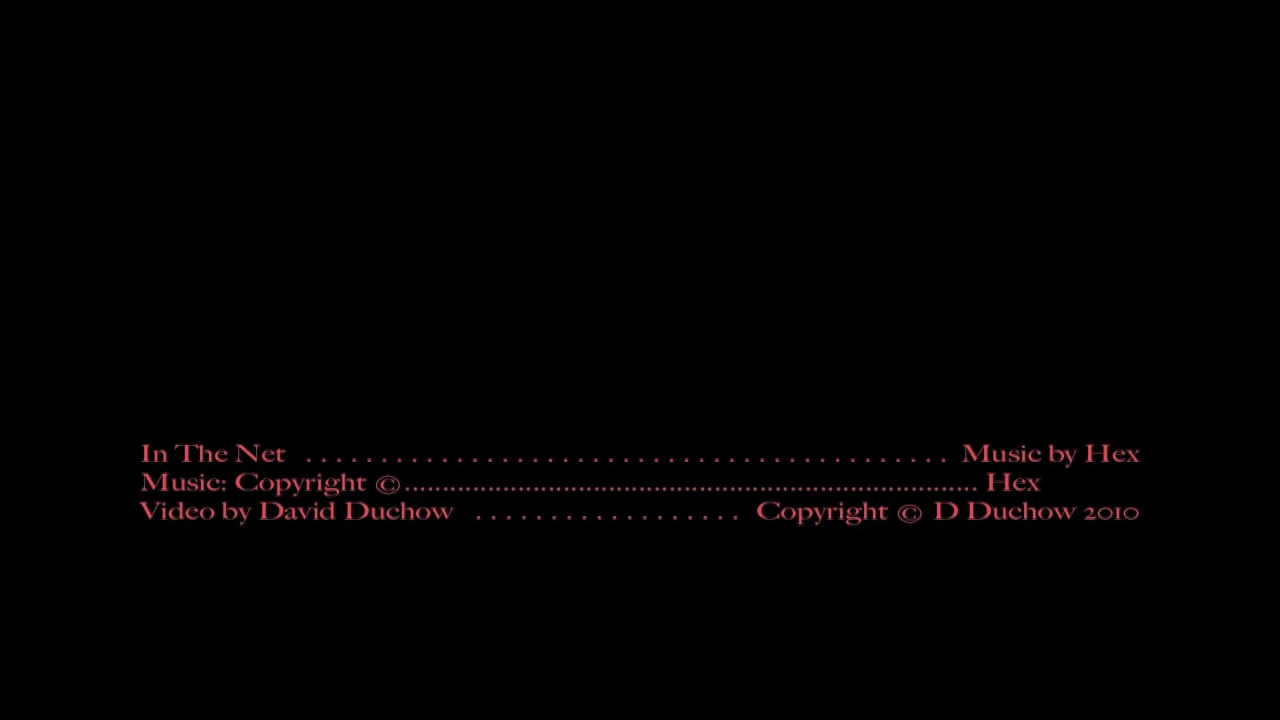 In The Net . . . . . . . . . . . . . . . . . . . . . . . . . . . . . . . . . . . . . . . . . . . Music by Hex
Music: Copyright ©............................................................................ Hex
Video by David Duchow . . . . . . . . . . . . . . . . . . Copyright © D Duchow 2010